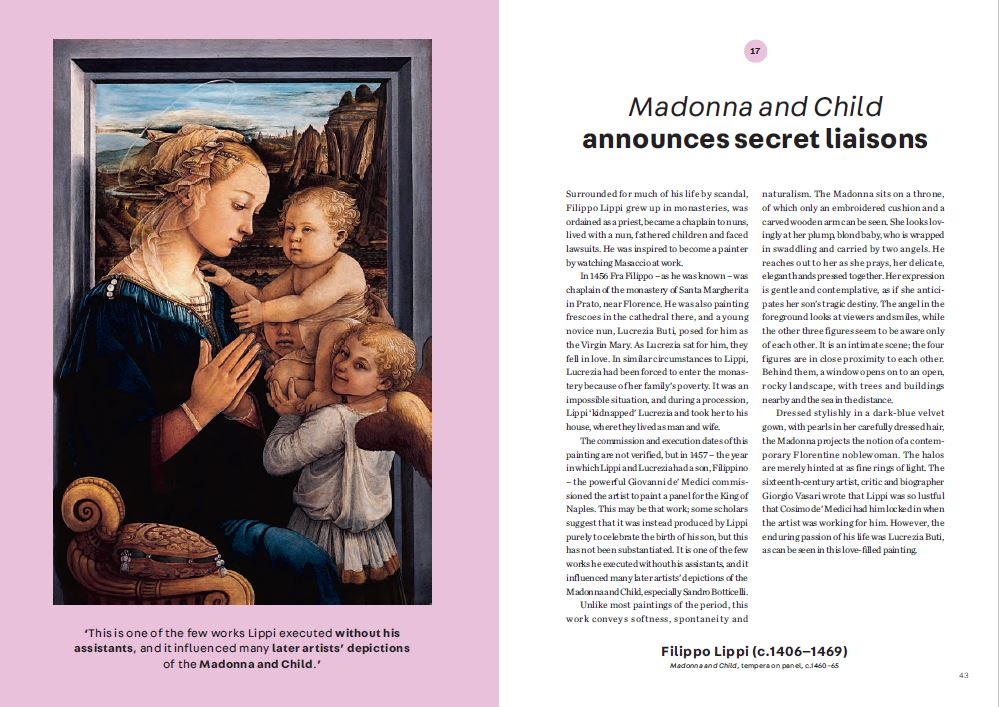 ‘This is one of the few works Lippi executed without his
assistants, and it influenced many later artists’ depictions
of the Madonna and Child.’
17
Madonna and Child
announces secret liaisons
Surrounded for much of his life by scandal,
Filippo Lippi grew up in monasteries, was
ordained as a priest, became a chaplain to nuns,
lived with a nun, fathered children and faced
lawsuits. He was inspired to become a painter
by watching Masaccio at work.
In 1456 Fra Filippo – as he was known – was
chaplain of the monastery of Santa Margherita
in Prato, near Florence. He was also painting
frescoes in the cathedral there, and a young
novice nun, Lucrezia Buti, posed for him as
the Virgin Mary. As Lucrezia sat for him, they
fell in love. In similar circumstances to Lippi,
Lucrezia had been forced to enter the monas-
tery because of her family’s poverty. It was an
impossible situation, and during a procession,
Lippi ‘kidnapped’ Lucrezia and took her to his
house, where they lived as man and wife.
The commission and execution dates of this
painting are not verified, but in 1457 – the year
in which Lippi and Lucrezia had a son, Filippino
– the powerful Giovanni de’ Medici commis-
sioned the artist to paint a panel for the King of
Naples. This may be that work; some scholars
suggest that it was instead produced by Lippi
purely to celebrate the birth of his son, but this
has not been substantiated. It is one of the few
works he executed without his assistants, and it
influenced many later artists’ depictions of the
Madonna and Child, especially Sandro Botticelli.
Unlike most paintings of the period, this
work conveys softness, spontaneity and
naturalism. The Madonna sits on a throne,
of which only an embroidered cushion and a
carved wooden arm can be seen. She looks lov-
ingly at her plump, blond baby, who is wrapped
in swaddling and carried by two angels. He
reaches out to her as she prays, her delicate,
elegant hands pressed together. Her expression
is gentle and contemplative, as if she antici-
pates her son’s tragic destiny. The angel in the
foreground looks at viewers and smiles, while
the other three figures seem to be aware only
of each other. It is an intimate scene; the four
figures are in close proximity to each other.
Behind them, a window opens on to an open,
rocky landscape, with trees and buildings
nearby and the sea in the distance.
Dressed stylishly in a dark-blue velvet
gown, with pearls in her carefully dressed hair,
the Madonna projects the notion of a contem-
porary Florentine noblewoman. The halos
are merely hinted at as fine rings of light. The
sixteenth-century artist, critic and biographer
Giorgio Vasari wrote that Lippi was so lustful
that Cosimo de’ Medici had him locked in when
the artist was working for him. However, the
enduring passion of his life was Lucrezia Buti,
as can be seen in this love-filled painting.
Filippo Lippi (c.1406–1469)
Madonna and Child, tempera on panel, c.1460–65
43